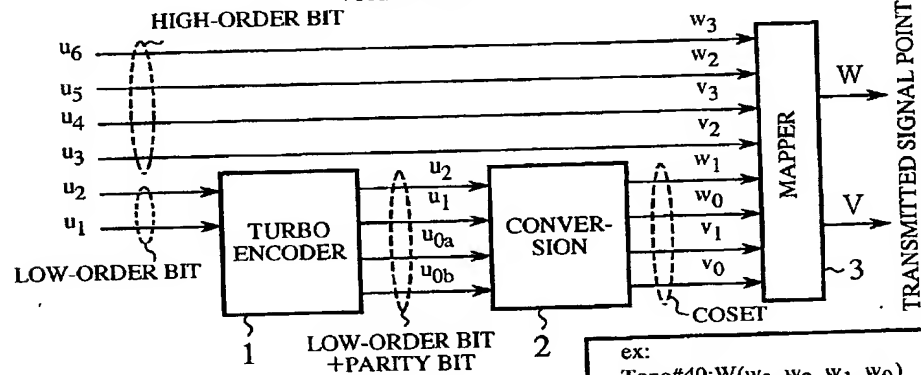 HIGH-ORDER BIT
u6
u5
u4
u3
u2
u1
LOW-ORDER BIT
TURBO
ENCODER
1
u2
u1
u0a
u0b
LOW-ORDER BIT
+PARITY BIT
CONVER-
SION
2
w3
w2
v3
v2
w1
w0
v1
v0
COSET
MAPPER
3
W
V
TRANSMITTED SIGNAL POINT
ex: